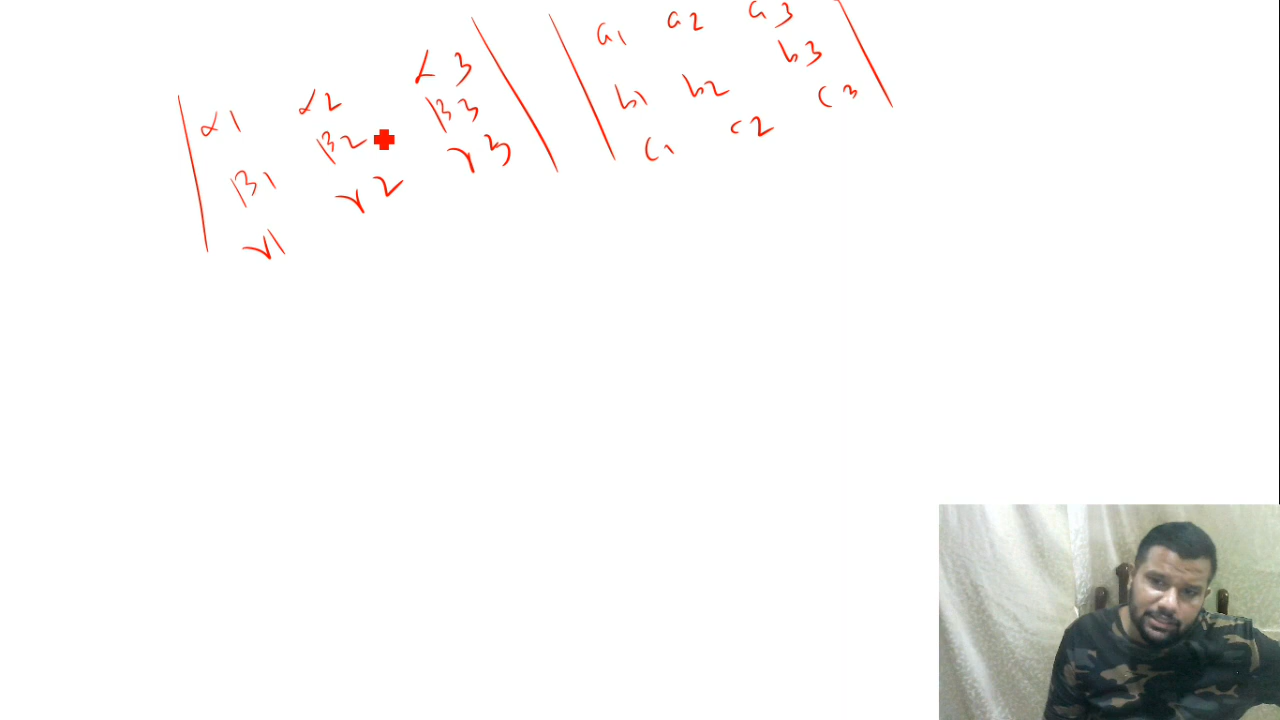 | α1 α2 α3 | | a1 a2 a3 |
| β1 β2 β3 | | b1 b2 b3 |
| γ1 γ2 γ3 | | c1 c2 c3 |